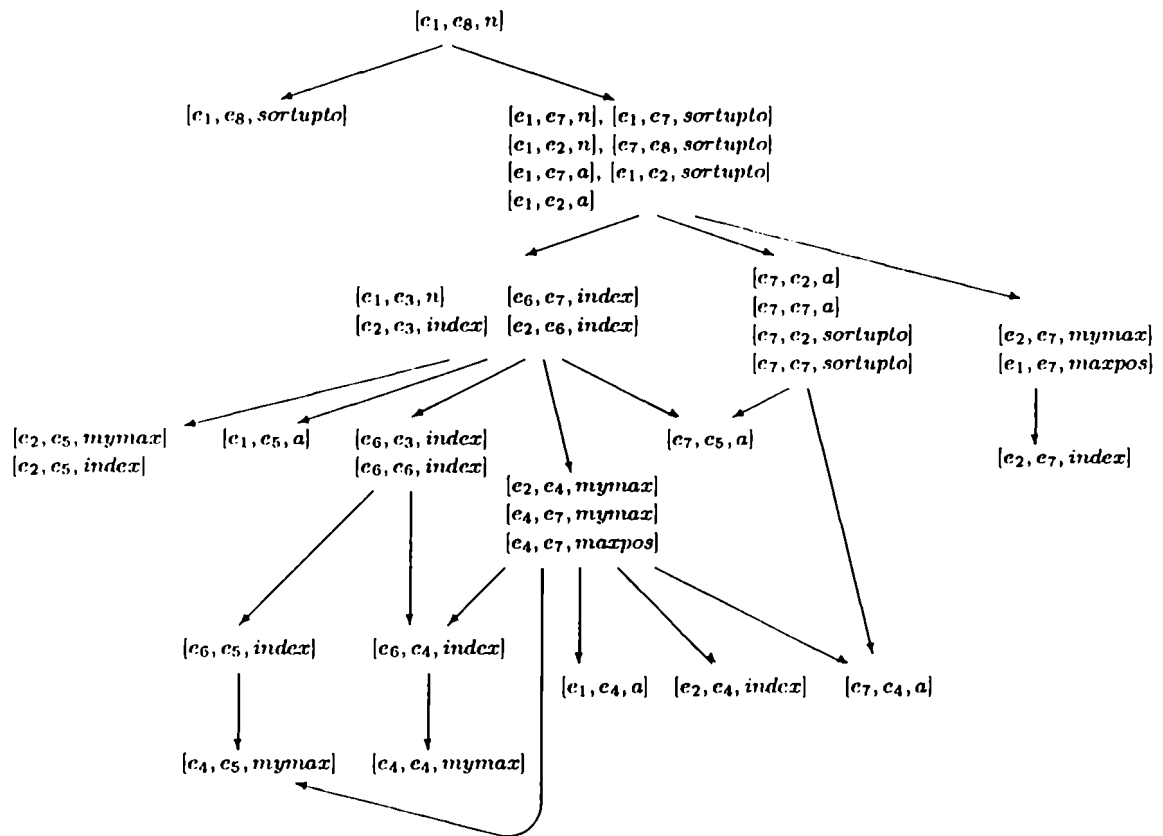 [e₁, e₈, n]
[e₁, e₈, sortupto]
[e₁, e₇, n], [e₁, e₇, sortupto]
[e₁, e₂, n], [e₇, e₈, sortupto]
[e₁, e₇, a], [e₁, e₂, sortupto]
[e₁, e₂, a]
[e₁, e₃, n]
[e₂, e₃, index]
[e₆, e₇, index]
[e₂, e₆, index]
[e₇, e₂, a]
[e₇, e₇, a]
[e₇, e₂, sortupto]
[e₇, e₇, sortupto]
[e₂, e₇, mymax]
[e₁, e₇, maxpos]
[e₂, e₅, mymax]
[e₂, e₅, index]
[e₁, e₅, a]
[e₆, e₃, index]
[e₆, e₆, index]
[e₇, e₅, a]
[e₂, e₇, index]
[e₂, e₄, mymax]
[e₄, e₇, mymax]
[e₄, e₇, maxpos]
[e₆, e₅, index]
[e₆, e₄, index]
[e₁, e₄, a]
[e₂, e₄, index]
[e₇, e₄, a]
[e₄, e₅, mymax]
[e₄, e₄, mymax]